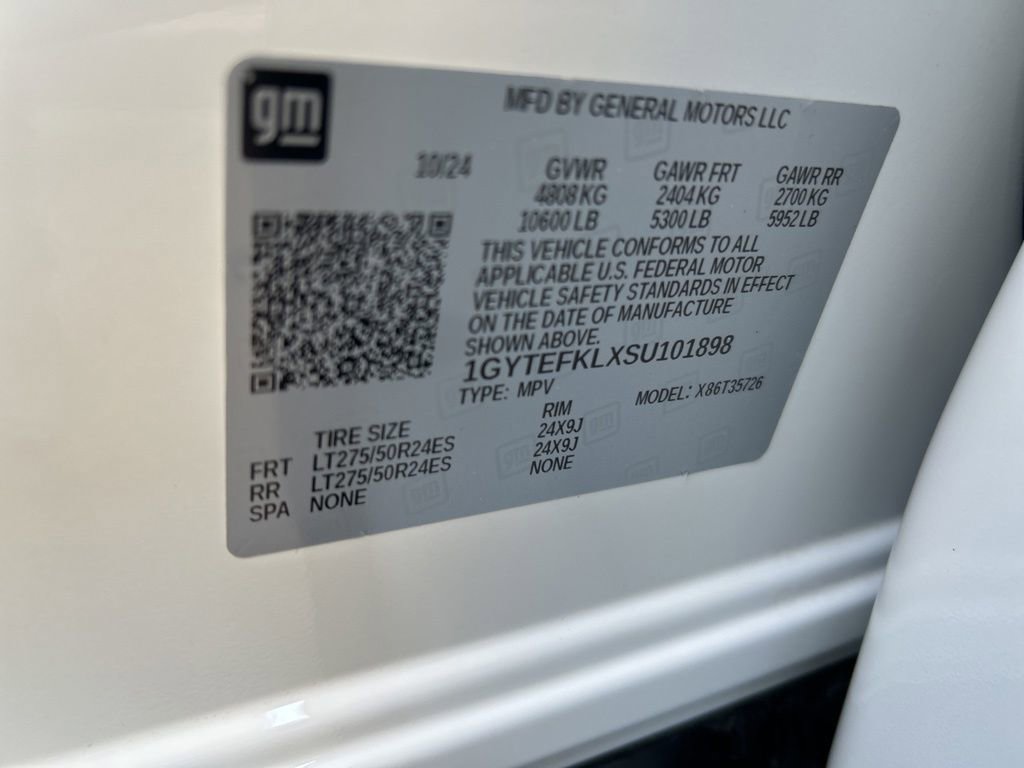 gm
MFD BY GENERAL MOTORS LLC
10/24 GVWR GAWR FRT GAWR RR
4808 KG 2404 KG 2700 KG
10600 LB 5300 LB 5952 LB
THIS VEHICLE CONFORMS TO ALL
APPLICABLE U.S. FEDERAL MOTOR
VEHICLE SAFETY STANDARDS IN EFFECT
ON THE DATE OF MANUFACTURE
SHOWN ABOVE.
1GYTEFKLXSU101898
TYPE: MPV MODEL: X86T35726
TIRE SIZE RIM
FRT LT275/50R24ES 24X9J
RR LT275/50R24ES 24X9J
SPA NONE NONE